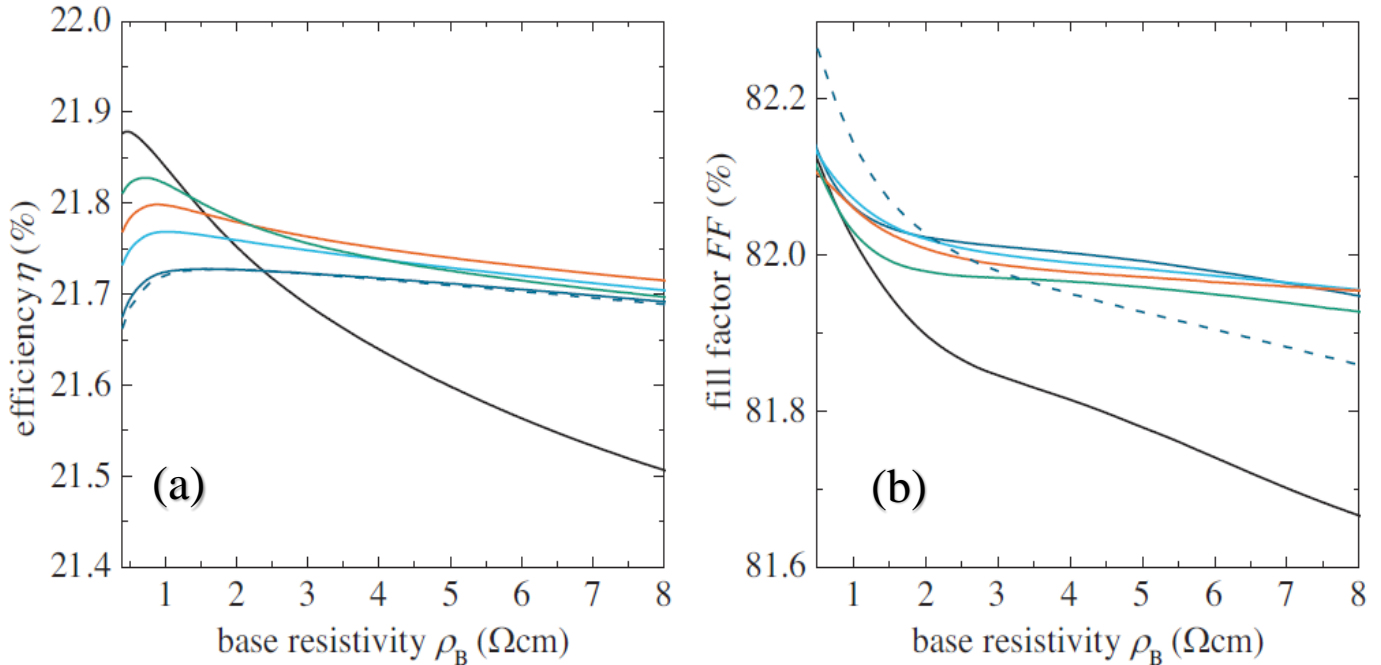 22.0
21.9
21.8
21.7
21.6
21.5
21.4
efficiency η (%)
(a)
1 2 3 4 5 6 7 8
base resistivity ρB (Ωcm)
82.2
82.0
81.8
81.6
fill factor FF (%)
(b)
1 2 3 4 5 6 7 8
base resistivity ρB (Ωcm)